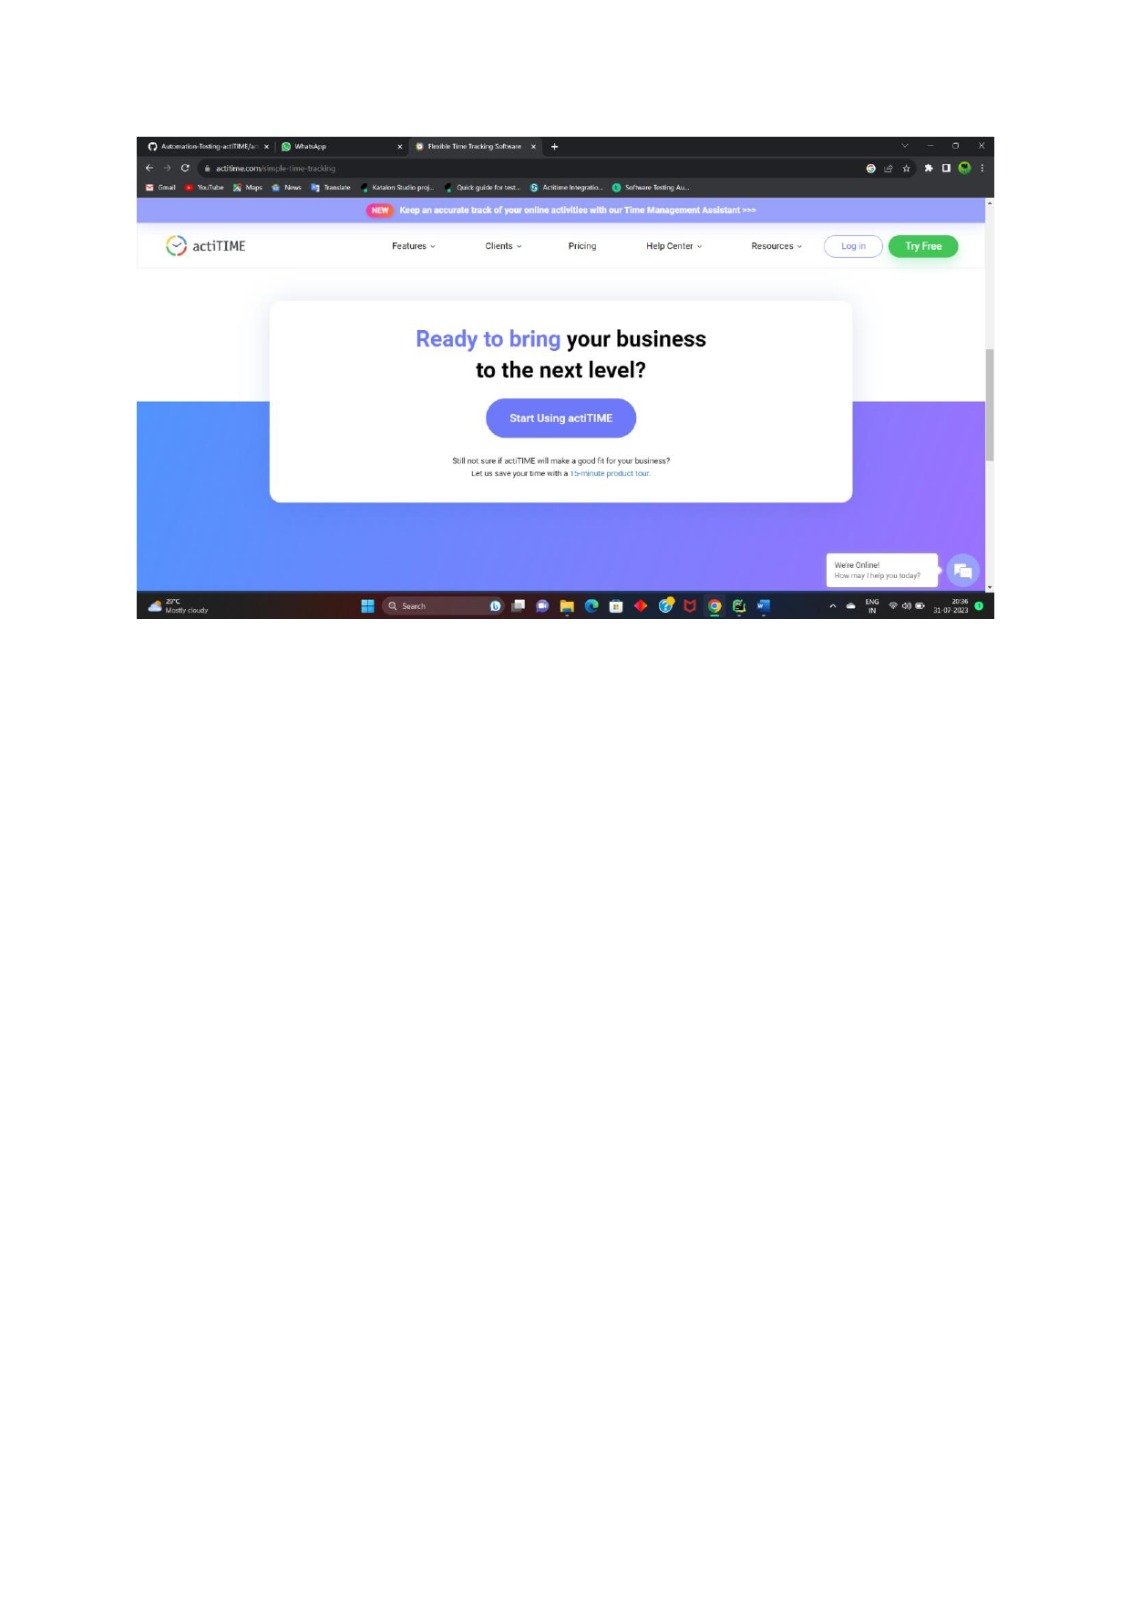 Automation-Testing-actiTIME/ac
WhatsApp
Flexible Time Tracking Software
actitime.com/simple-time-tracking
Gmail YouTube Maps News Translate Katalon Studio proj... Quick guide for test... Actitime Integratio... Software Testing Au...
NEW Keep an accurate track of your online activities with our Time Management Assistant >>>
actiTIME Features Clients Pricing Help Center Resources Log in Try Free
Ready to bring your business
to the next level?
Start Using actiTIME
Still not sure if actiTIME will make a good fit for your business?
Let us save your time with a 15-minute product tour.
We're Online!
How may I help you today?
29°C
Mostly cloudy
Search
ENG
IN
20:36
31-07-2023